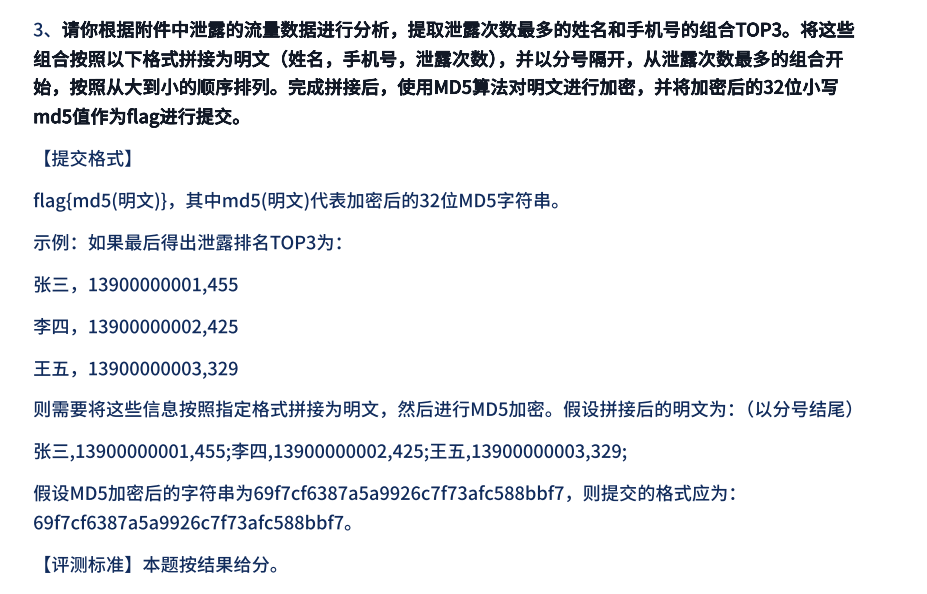 3、请你根据附件中泄露的流量数据进行分析，提取泄露次数最多的姓名和手机号的组合TOP3。将这些
组合按照以下格式拼接为明文（姓名，手机号，泄露次数），并以分号隔开，从泄露次数最多的组合开
始，按照从大到小的顺序排列。完成拼接后，使用MD5算法对明文进行加密，并将加密后的32位小写
md5值作为flag进行提交。
【提交格式】
flag{md5(明文)}，其中md5(明文)代表加密后的32位MD5字符串。
示例：如果最后得出泄露排名TOP3为：
张三，13900000001,455
李四，13900000002,425
王五，13900000003,329
则需要将这些信息按照指定格式拼接为明文，然后进行MD5加密。假设拼接后的明文为：（以分号结尾）
张三,13900000001,455;李四,13900000002,425;王五,13900000003,329;
假设MD5加密后的字符串为69f7cf6387a5a9926c7f73afc588bbf7，则提交的格式应为：
69f7cf6387a5a9926c7f73afc588bbf7。
【评测标准】本题按结果给分。